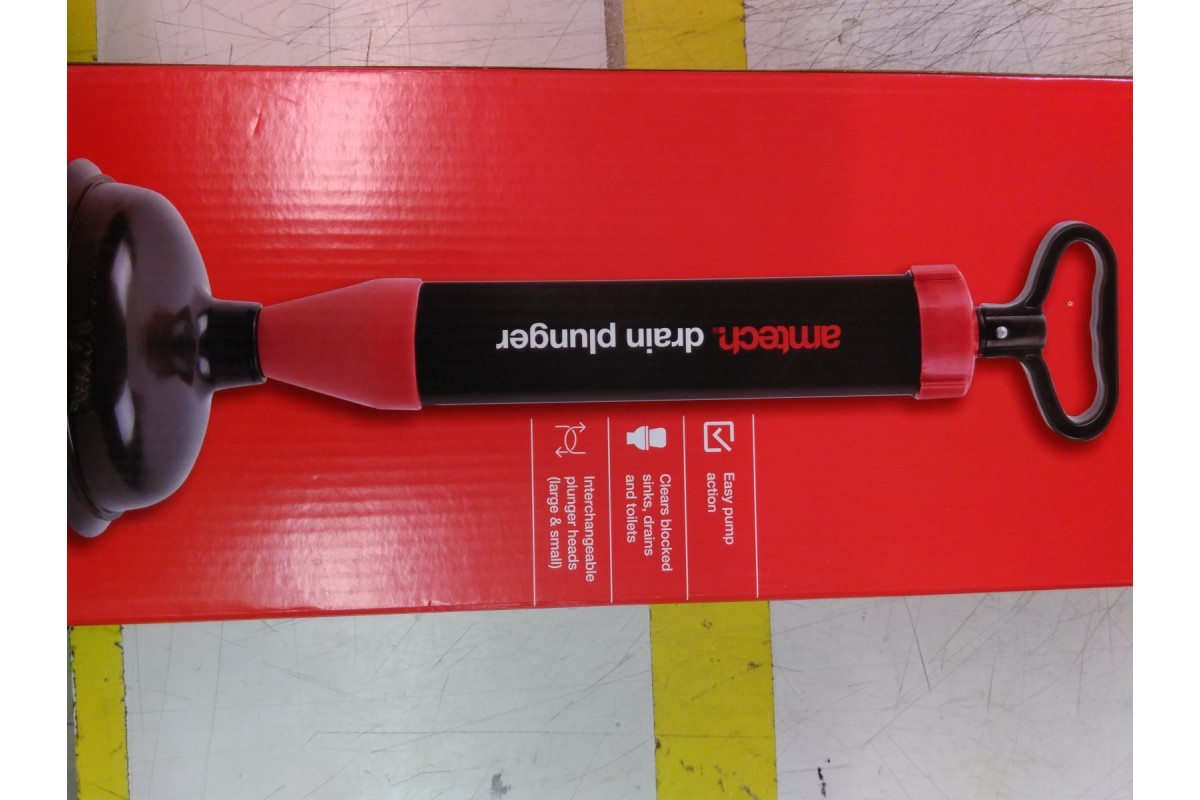 amtech® drain plunger
Easy pump
action
Clears blocked
sinks, drains
and toilets
Interchangeable
plunger heads
(large & small)